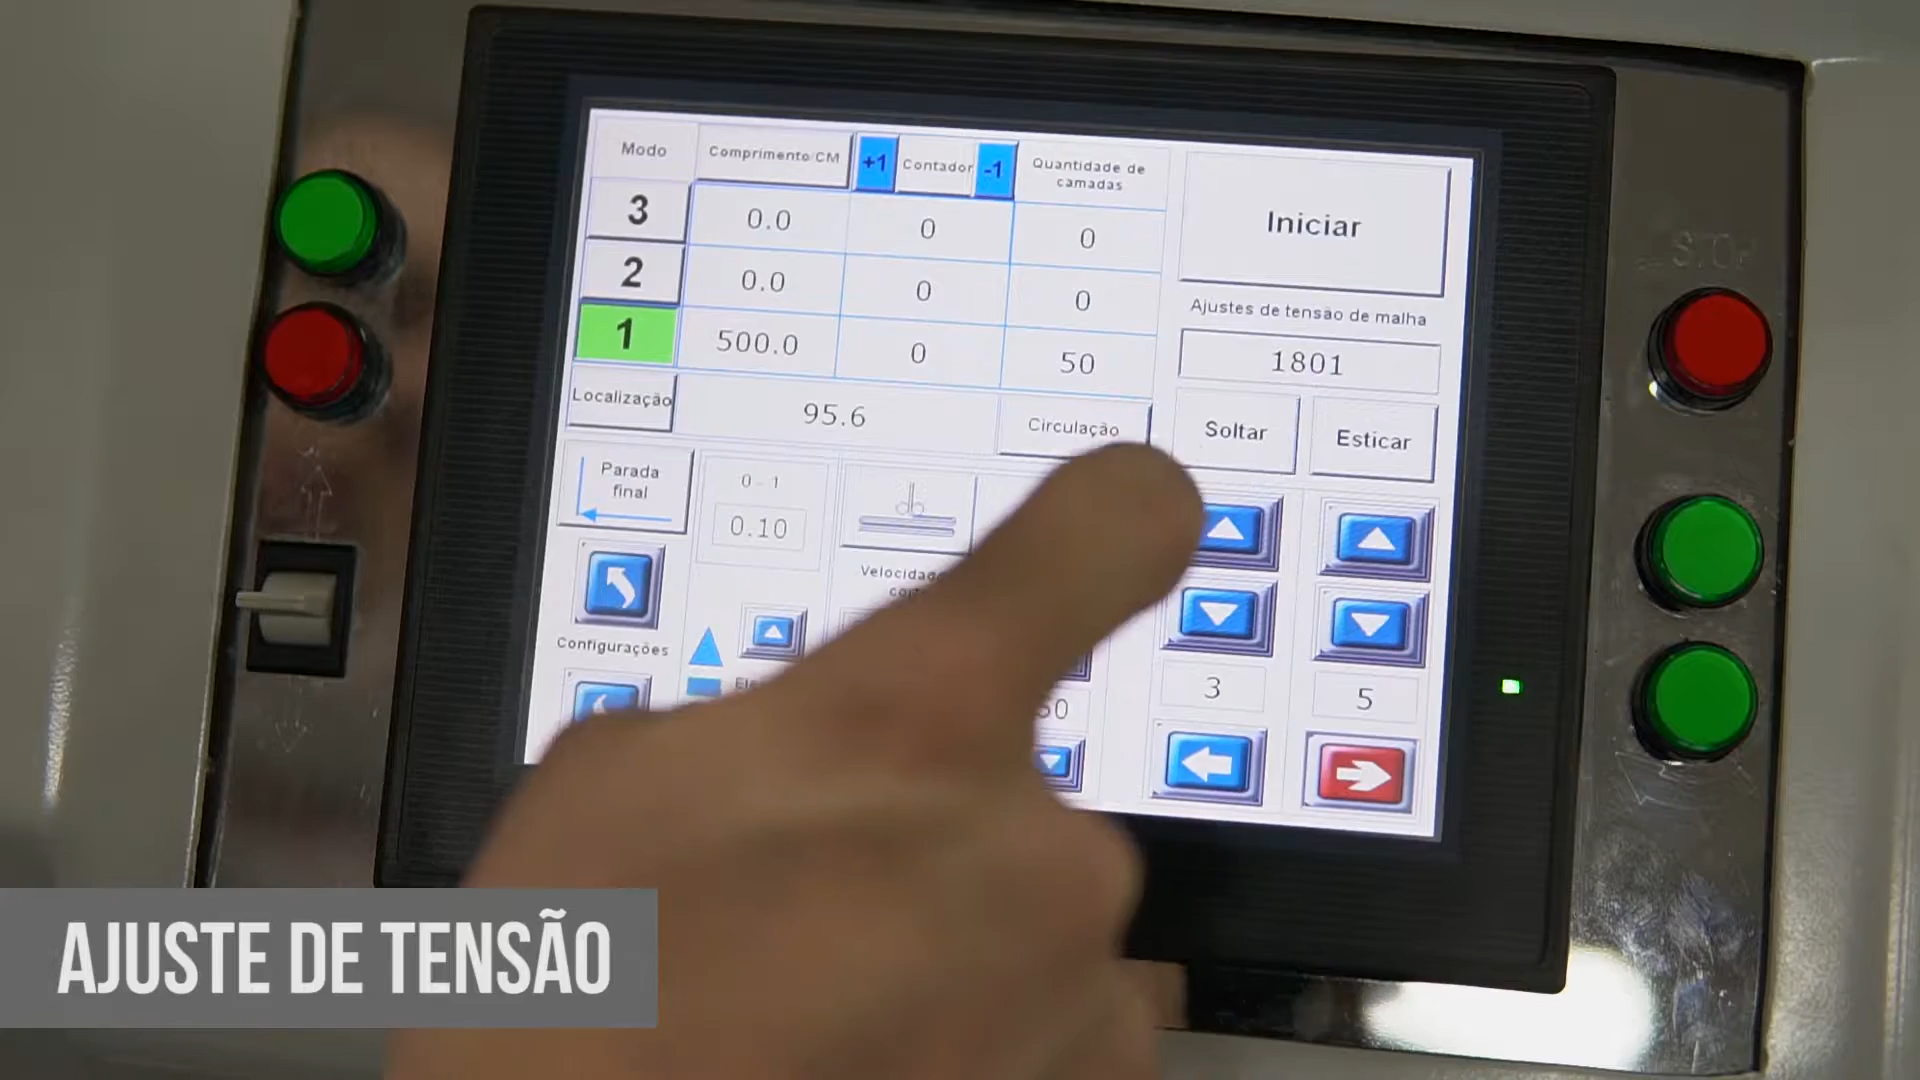 Modo
Comprimento/CM
+1
Contador
-1
Quantidade de
camadas
3
0.0
0
0
2
0.0
0
0
1
500.0
0
50
Localização
95.6
Circulação
Iniciar
Ajustes de tensão de malha
1801
Soltar
Esticar
Parada
final
0-1
0.10
Velocidade
Configurações
3
5
STOP
AJUSTE DE TENSÃO